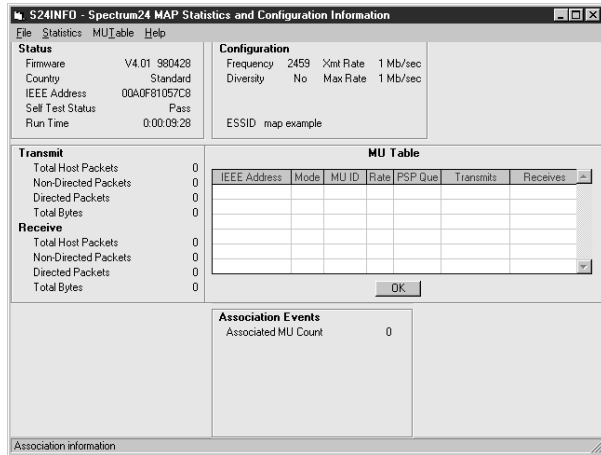 S24INFO - Spectrum24 MAP Statistics and Configuration Information
File Statistics MUTable Help
Status
Firmware V4.01 980428
Country Standard
IEEE Address 00A0F81057C8
Self Test Status Pass
Run Time 0:00:09:28
Configuration
Frequency 2459 Xmt Rate 1 Mb/sec
Diversity No Max Rate 1 Mb/sec
ESSID map example
Transmit
Total Host Packets 0
Non-Directed Packets 0
Directed Packets 0
Total Bytes 0
Receive
Total Host Packets 0
Non-Directed Packets 0
Directed Packets 0
Total Bytes 0
MU Table
IEEE Address Mode MU ID Rate PSP Que Transmits Receives
OK
Association Events
Associated MU Count 0
Association information